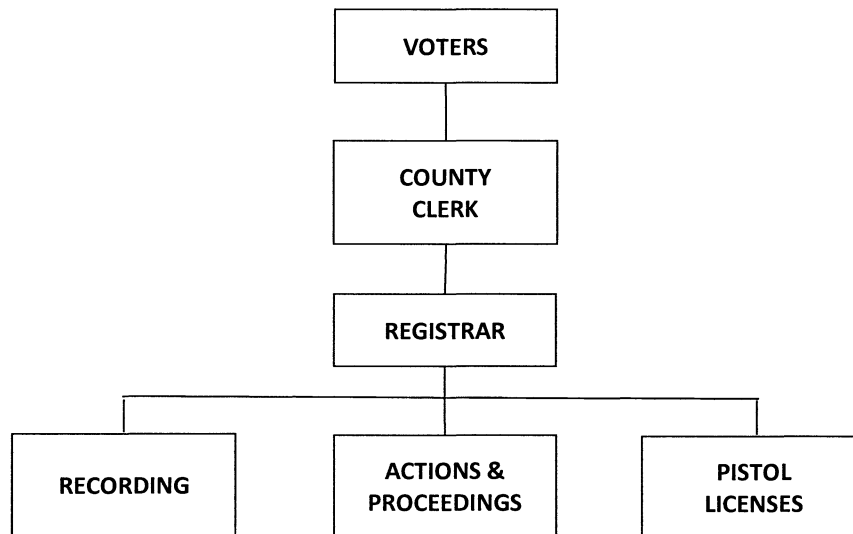 VOTERS
COUNTY
CLERK
REGISTRAR
RECORDING
ACTIONS &
PROCEEDINGS
PISTOL
LICENSES